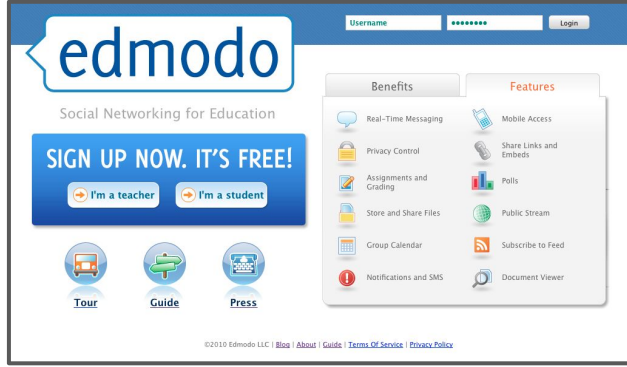 Username ●●●●●●●● Login
edmodo
Social Networking for Education
SIGN UP NOW. IT'S FREE!
I'm a teacher I'm a student
Tour Guide Press
Benefits Features
Real-Time Messaging Mobile Access
Privacy Control Share Links and
Embeds
Assignments and
Grading Polls
Store and Share Files Public Stream
Group Calendar Subscribe to Feed
Notifications and SMS Document Viewer
©2010 Edmodo LLC | Blog | About | Guide | Terms Of Service | Privacy Policy